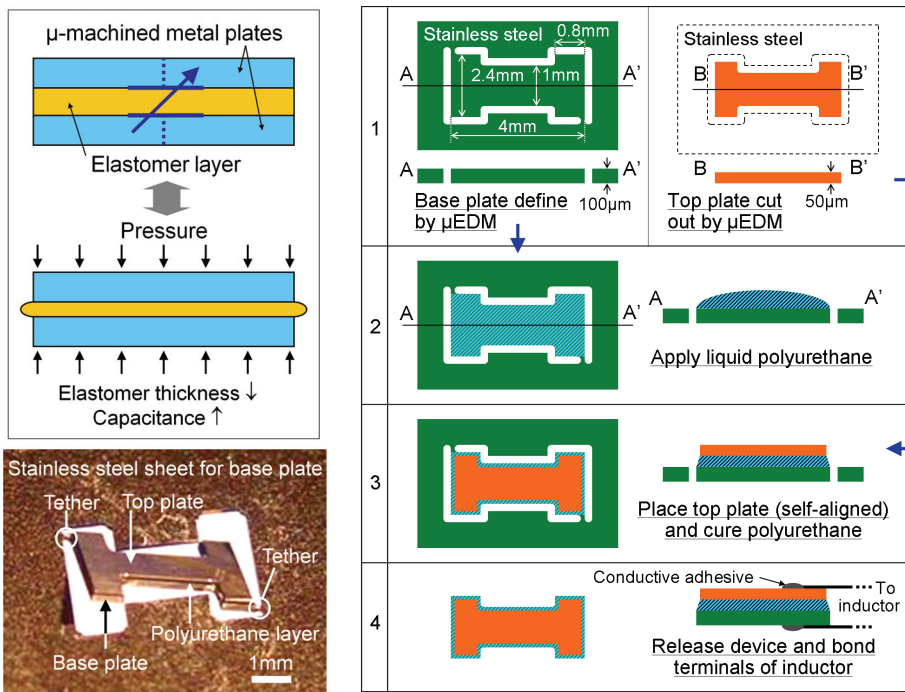 μ-machined metal plates
Elastomer layer
Pressure
Elastomer thickness ↓
Capacitance ↑
Stainless steel sheet for base plate
Tether
Top plate
Tether
Polyurethane layer
Base plate
1mm
1
Stainless steel
0.8mm
A
A'
2.4mm
1mm
4mm
A
A'
100μm
Base plate define
by μEDM
Stainless steel
B
B'
B
B'
50μm
Top plate cut
out by μEDM
2
A
A'
A
A'
Apply liquid polyurethane
3
Place top plate (self-aligned)
and cure polyurethane
4
Conductive adhesive
To
inductor
Release device and bond
terminals of inductor